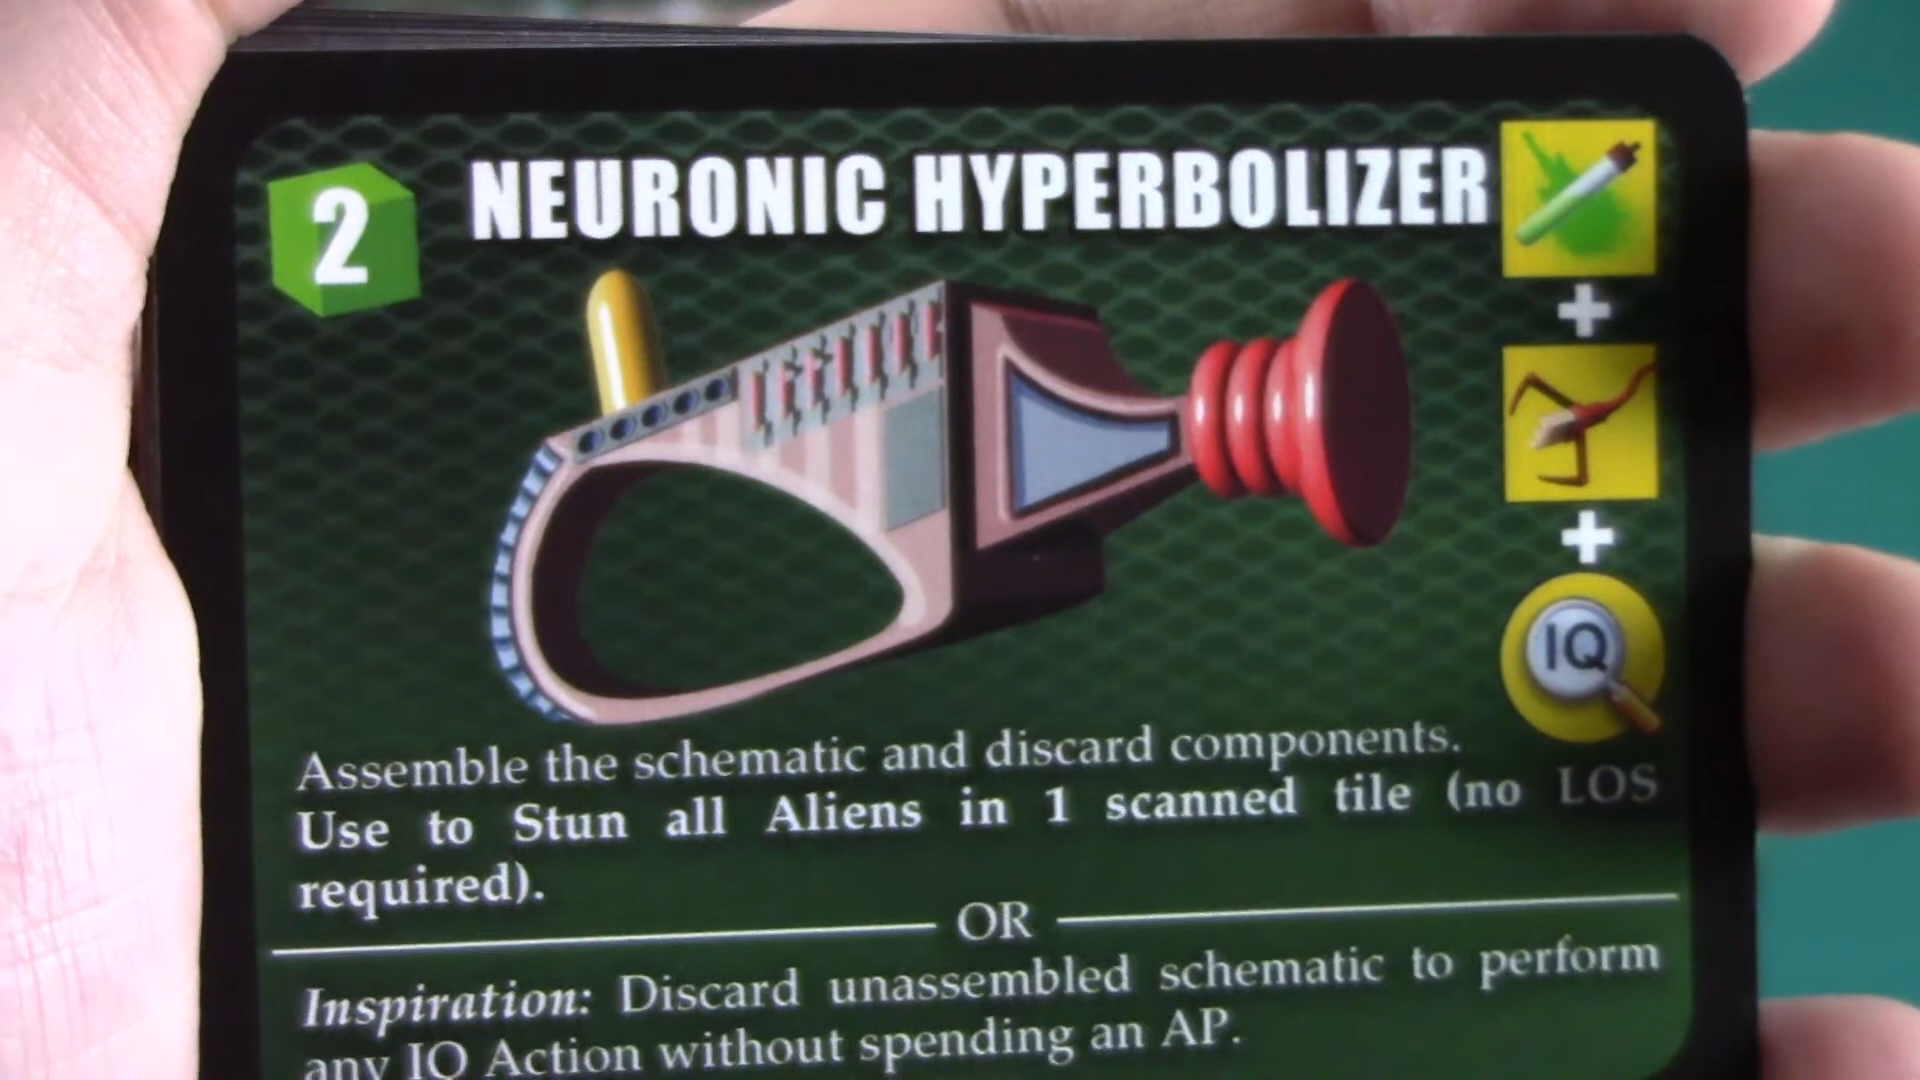 2 NEURONIC HYPERBOLIZER
+
+
IQ
Assemble the schematic and discard components.
Use to Stun all Aliens in 1 scanned tile (no LOS
required).
OR
Inspiration: Discard unassembled schematic to perform
any IQ Action without spending an AP.